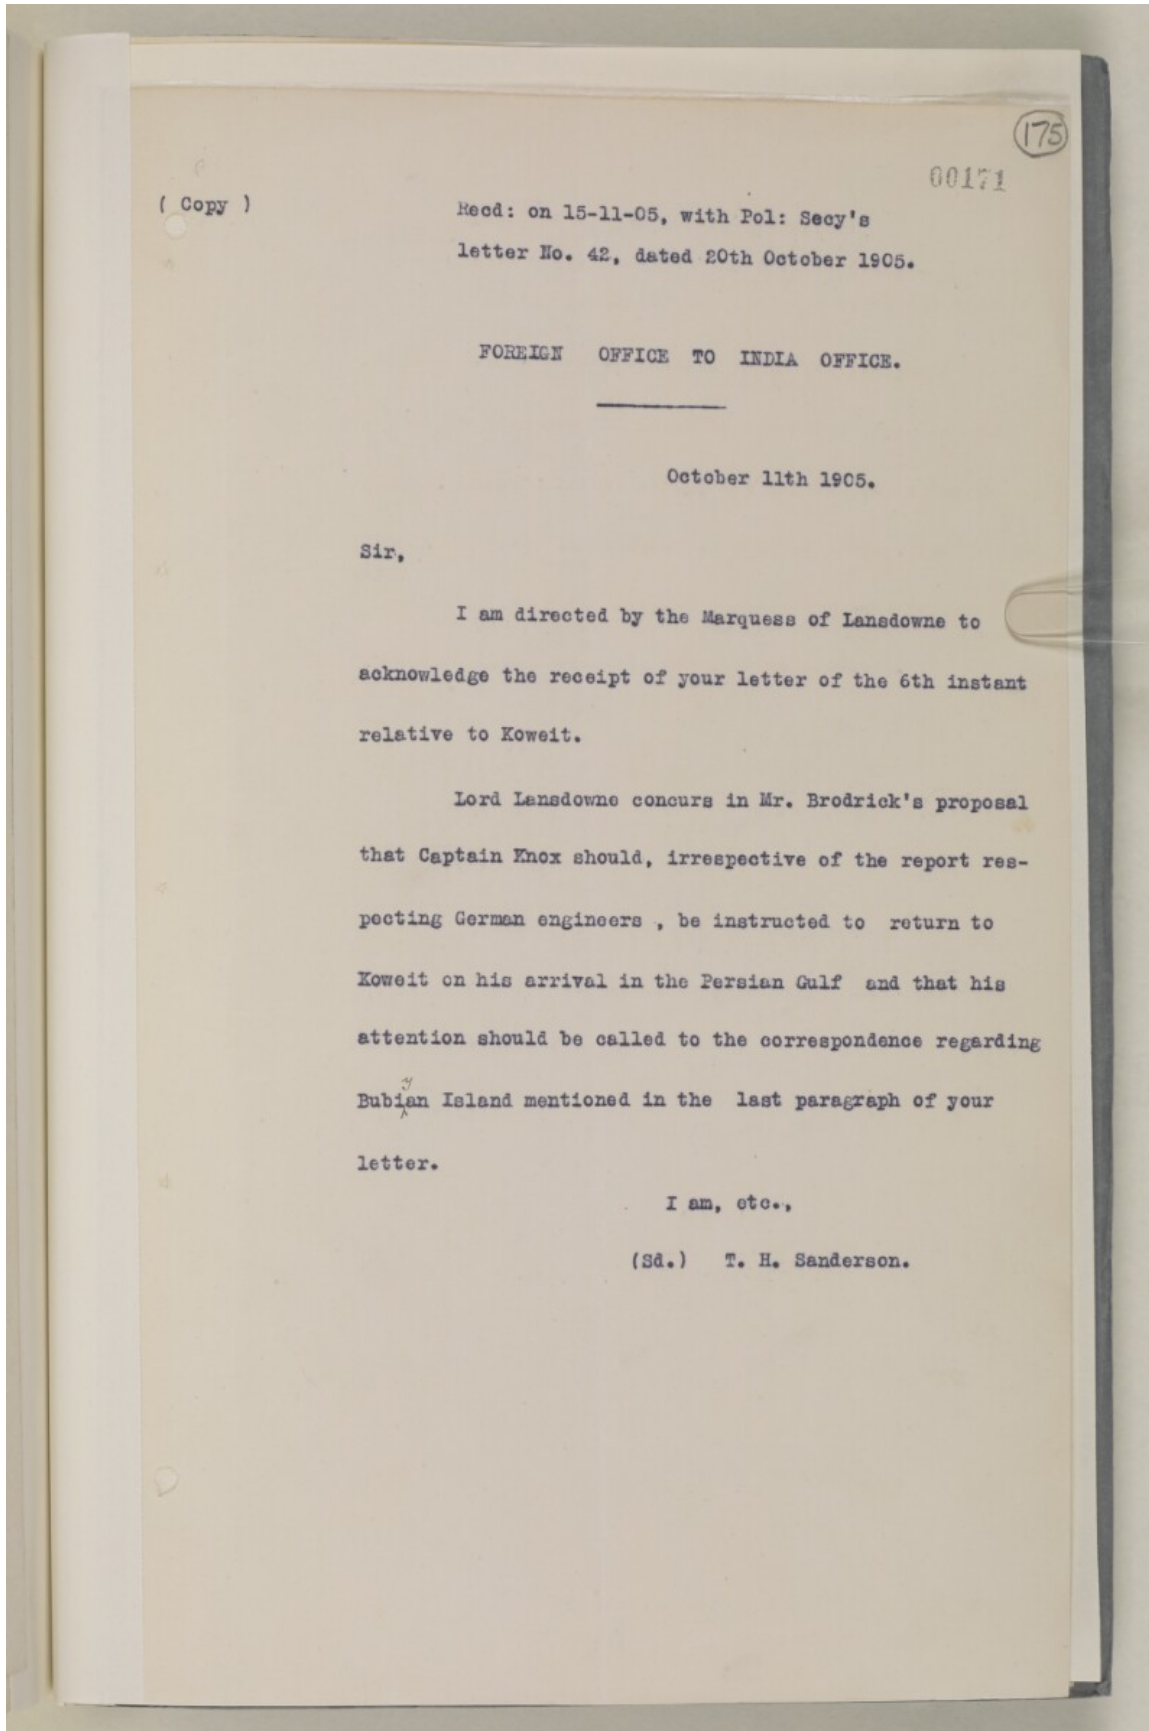 175
00171
( Copy )
Recd: on 15-11-05, with Pol: Secy's
letter No. 42, dated 20th October 1905.
FOREIGN OFFICE TO INDIA OFFICE.
October 11th 1905.
Sir,
I am directed by the Marquess of Lansdowne to
acknowledge the receipt of your letter of the 6th instant
relative to Koweit.
Lord Lansdowne concurs in Mr. Brodrick's proposal
that Captain Knox should, irrespective of the report res-
pecting German engineers , be instructed to return to
Koweit on his arrival in the Persian Gulf and that his
attention should be called to the correspondence regarding
Bubiyan Island mentioned in the last paragraph of your
letter.
I am, etc.,
(Sd.) T. H. Sanderson.